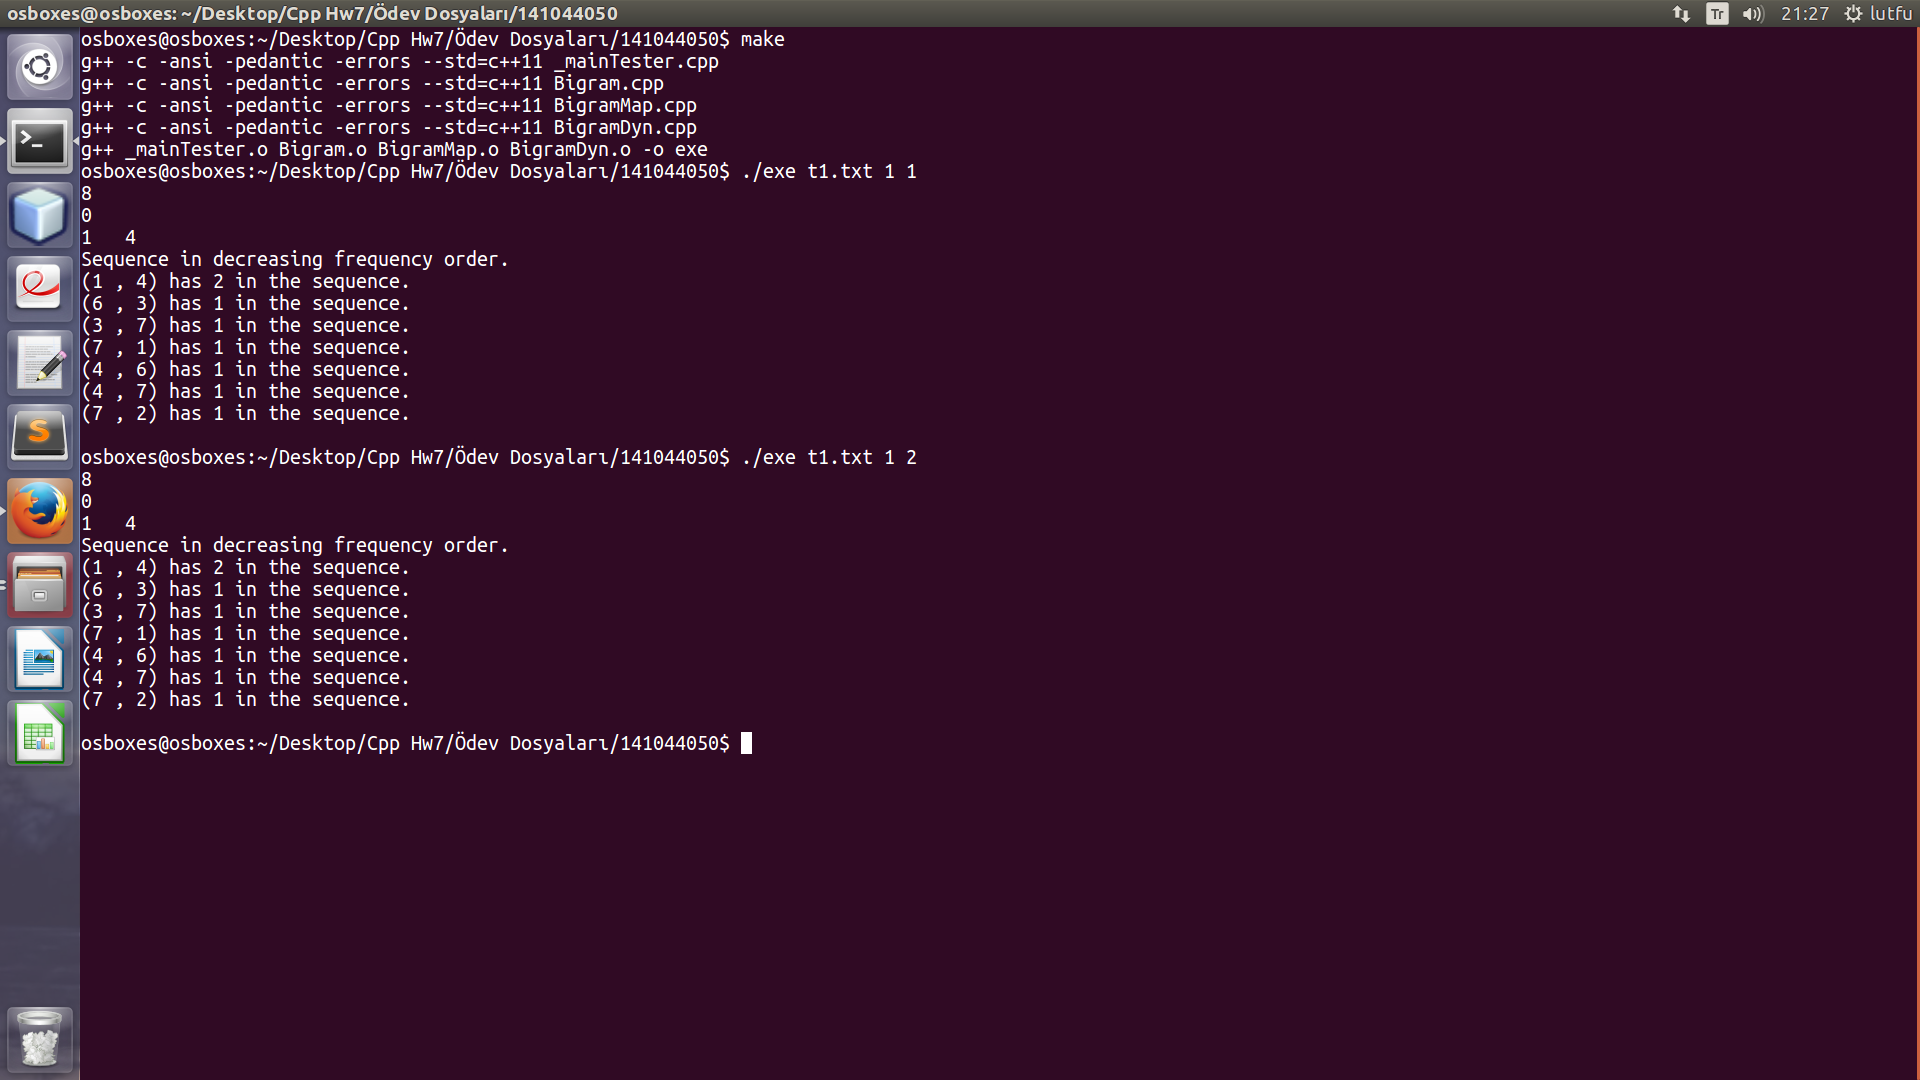 osboxes@osboxes: ~/Desktop/Cpp Hw7/Ödev Dosyaları/141044050
Tr 21:27 lutfu
osboxes@osboxes:~/Desktop/Cpp Hw7/Ödev Dosyaları/141044050$ make
g++ -c -ansi -pedantic -errors --std=c++11 _mainTester.cpp
g++ -c -ansi -pedantic -errors --std=c++11 Bigram.cpp
g++ -c -ansi -pedantic -errors --std=c++11 BigramMap.cpp
g++ -c -ansi -pedantic -errors --std=c++11 BigramDyn.cpp
g++ _mainTester.o Bigram.o BigramMap.o BigramDyn.o -o exe
osboxes@osboxes:~/Desktop/Cpp Hw7/Ödev Dosyaları/141044050$ ./exe t1.txt 1 1
8
0
1   4
Sequence in decreasing frequency order.
(1 , 4) has 2 in the sequence.
(6 , 3) has 1 in the sequence.
(3 , 7) has 1 in the sequence.
(7 , 1) has 1 in the sequence.
(4 , 6) has 1 in the sequence.
(4 , 7) has 1 in the sequence.
(7 , 2) has 1 in the sequence.
osboxes@osboxes:~/Desktop/Cpp Hw7/Ödev Dosyaları/141044050$ ./exe t1.txt 1 2
8
0
1   4
Sequence in decreasing frequency order.
(1 , 4) has 2 in the sequence.
(6 , 3) has 1 in the sequence.
(3 , 7) has 1 in the sequence.
(7 , 1) has 1 in the sequence.
(4 , 6) has 1 in the sequence.
(4 , 7) has 1 in the sequence.
(7 , 2) has 1 in the sequence.
osboxes@osboxes:~/Desktop/Cpp Hw7/Ödev Dosyaları/141044050$